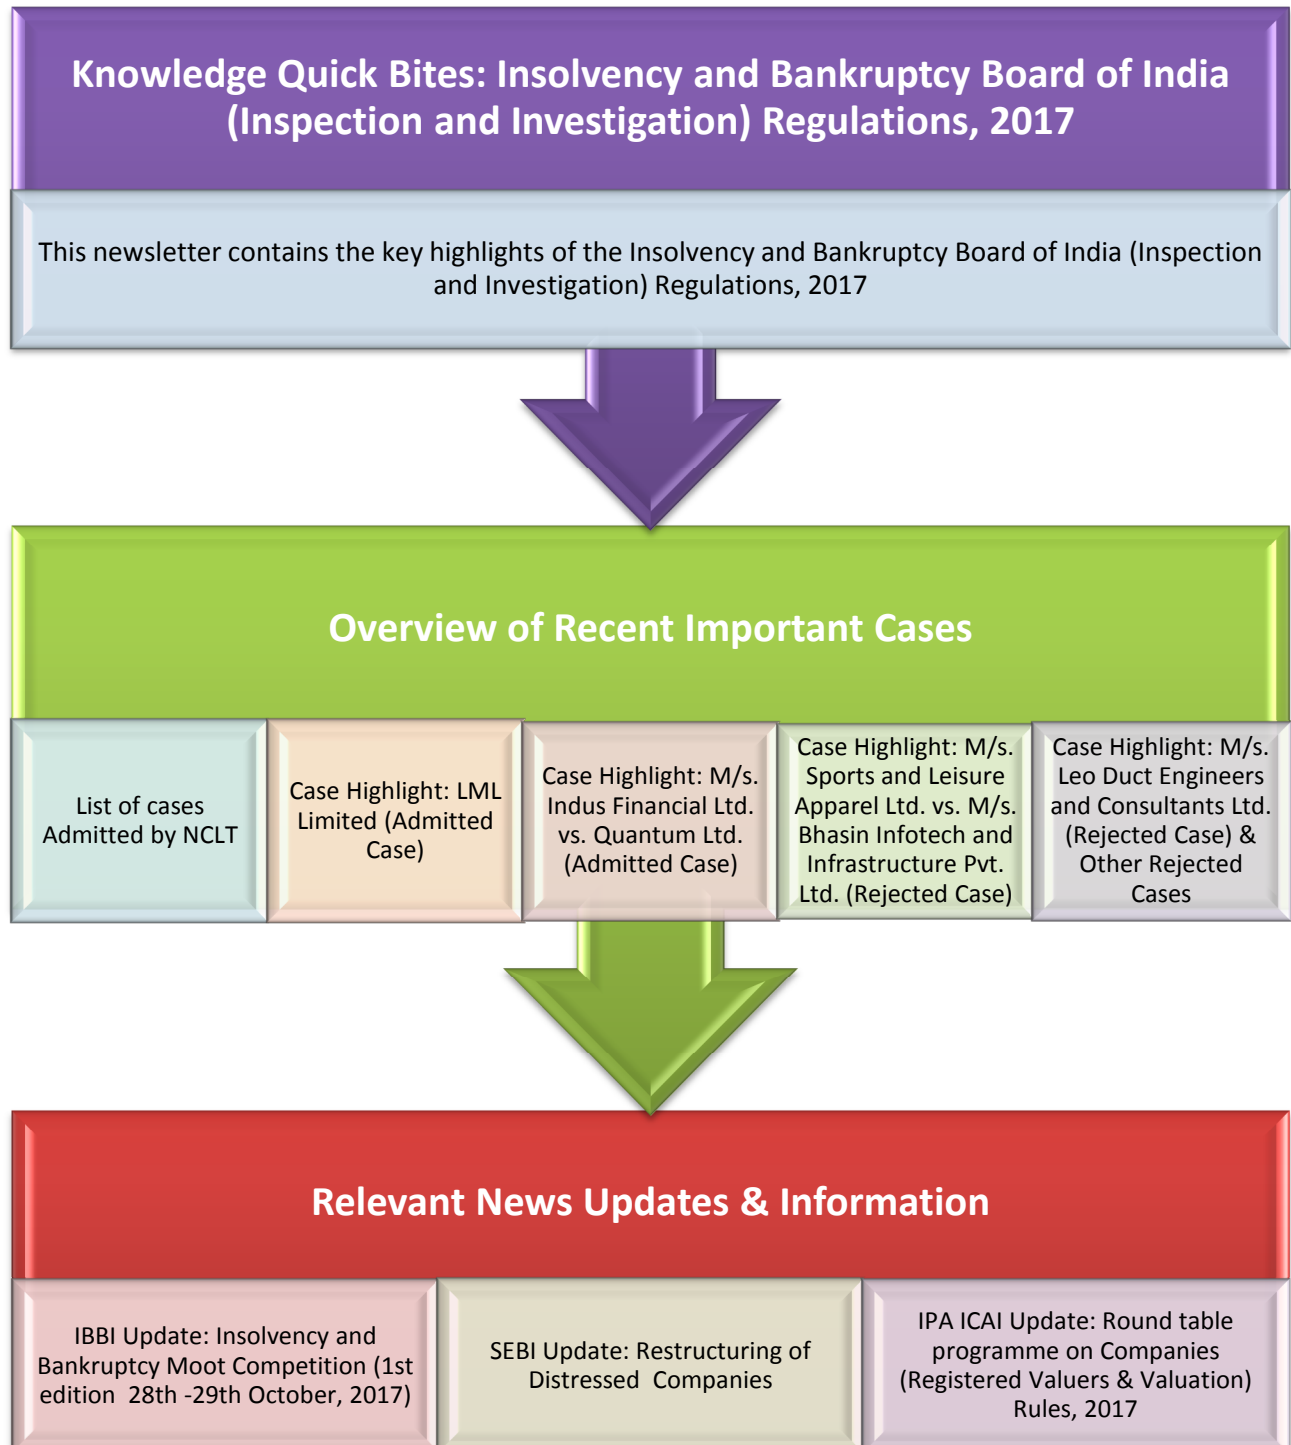 Knowledge Quick Bites: Insolvency and Bankruptcy Board of India
(Inspection and Investigation) Regulations, 2017
This newsletter contains the key highlights of the Insolvency and Bankruptcy Board of India (Inspection
and Investigation) Regulations, 2017
Overview of Recent Important Cases
List of cases
Admitted by NCLT
Case Highlight: LML
Limited (Admitted
Case)
Case Highlight: M/s.
Indus Financial Ltd.
vs. Quantum Ltd.
(Admitted Case)
Case Highlight: M/s.
Sports and Leisure
Apparel Ltd. vs. M/s.
Bhasin Infotech and
Infrastructure Pvt.
Ltd. (Rejected Case)
Case Highlight: M/s.
Leo Duct Engineers
and Consultants Ltd.
(Rejected Case) &
Other Rejected
Cases
Relevant News Updates & Information
IBBI Update: Insolvency and
Bankruptcy Moot Competition (1st
edition 28th -29th October, 2017)
SEBI Update: Restructuring of
Distressed Companies
IPA ICAI Update: Round table
programme on Companies
(Registered Valuers & Valuation)
Rules, 2017